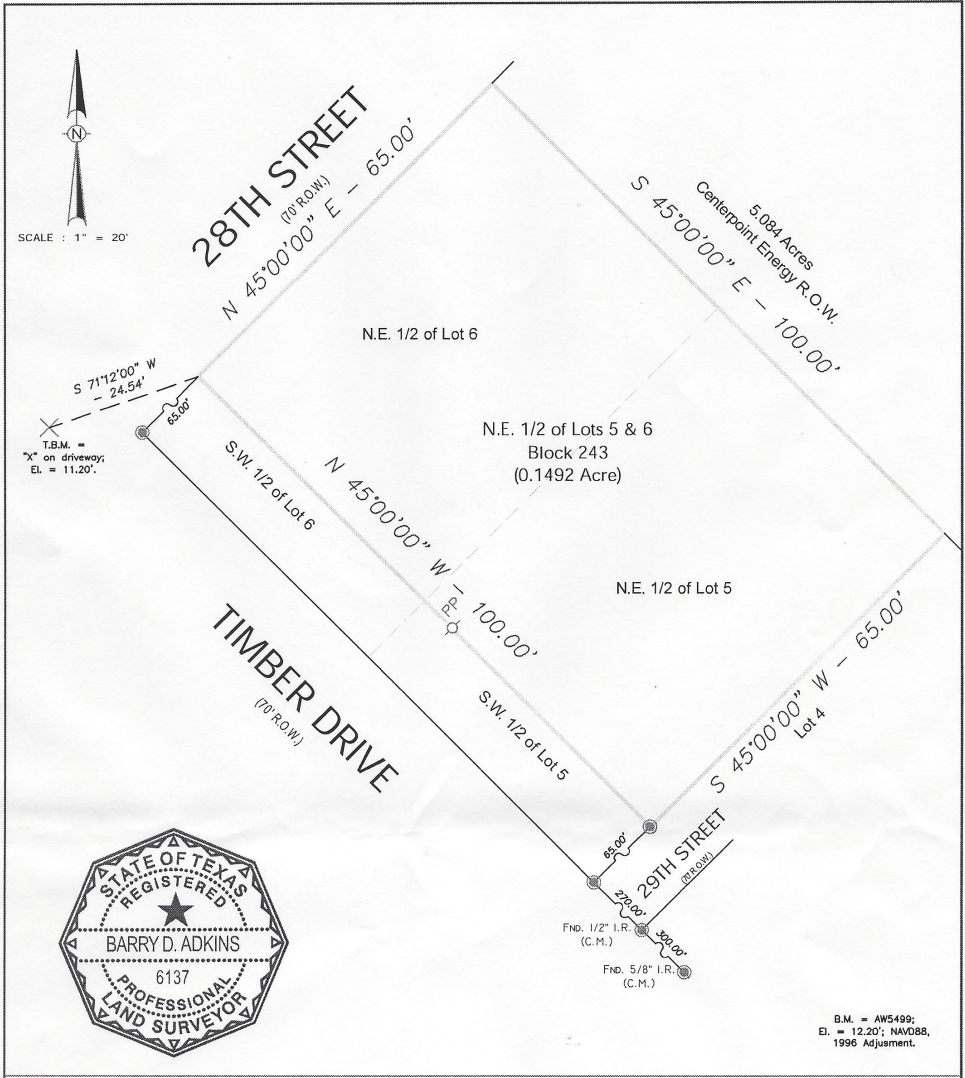 N
SCALE : 1" = 20'
28TH STREET
(70' R.O.W.)
N 45°00'00" E - 65.00'
S 45°00'00" E - 100.00'
5.084 Acres
Centerpoint Energy R.O.W.
N.E. 1/2 of Lot 6
S 71°12'00" W
- 24.54'
T.B.M. =
"X" on driveway;
El. = 11.20'.
65.00'
S.W. 1/2 of Lot 6
N 45°00'00" W - 100.00'
N.E. 1/2 of Lots 5 & 6
Block 243
(0.1492 Acre)
PP
N.E. 1/2 of Lot 5
TIMBER DRIVE
(70' R.O.W.)
S.W. 1/2 of Lot 5
S 45°00'00" W - 65.00'
Lot 4
65.00'
29TH STREET
(70' R.O.W.)
270.00'
FND. 1/2" I.R.
(C.M.)
300.00'
FND. 5/8" I.R.
(C.M.)
STATE OF TEXAS
REGISTERED
BARRY D. ADKINS
6137
PROFESSIONAL
LAND SURVEYOR
B.M. = AW5499;
El. = 12.20'; NAVD88,
1996 Adjusment.